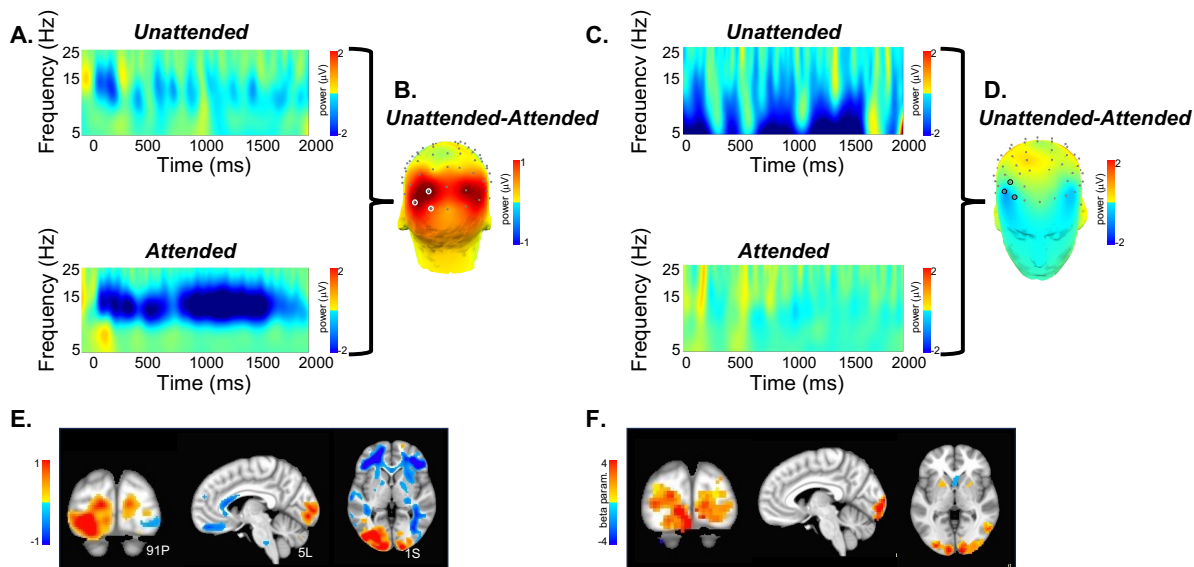 A.
Unattended
Frequency (Hz)
25
15
5
0 500 1000 1500 2000
Time (ms)
2
power (µV)
-2
Attended
Frequency (Hz)
25
15
5
0 500 1000 1500 2000
Time (ms)
2
power (µV)
-2
B.
Unattended-Attended
1
power (µV)
-1
C.
Unattended
Frequency (Hz)
25
15
5
0 500 1000 1500 2000
Time (ms)
2
power (µV)
-2
Attended
Frequency (Hz)
25
15
5
0 500 1000 1500 2000
Time (ms)
2
power (µV)
-2
D.
Unattended-Attended
2
power (µV)
-2
E.
1
-1
91P
5L
1S
F.
4
beta param.
-4